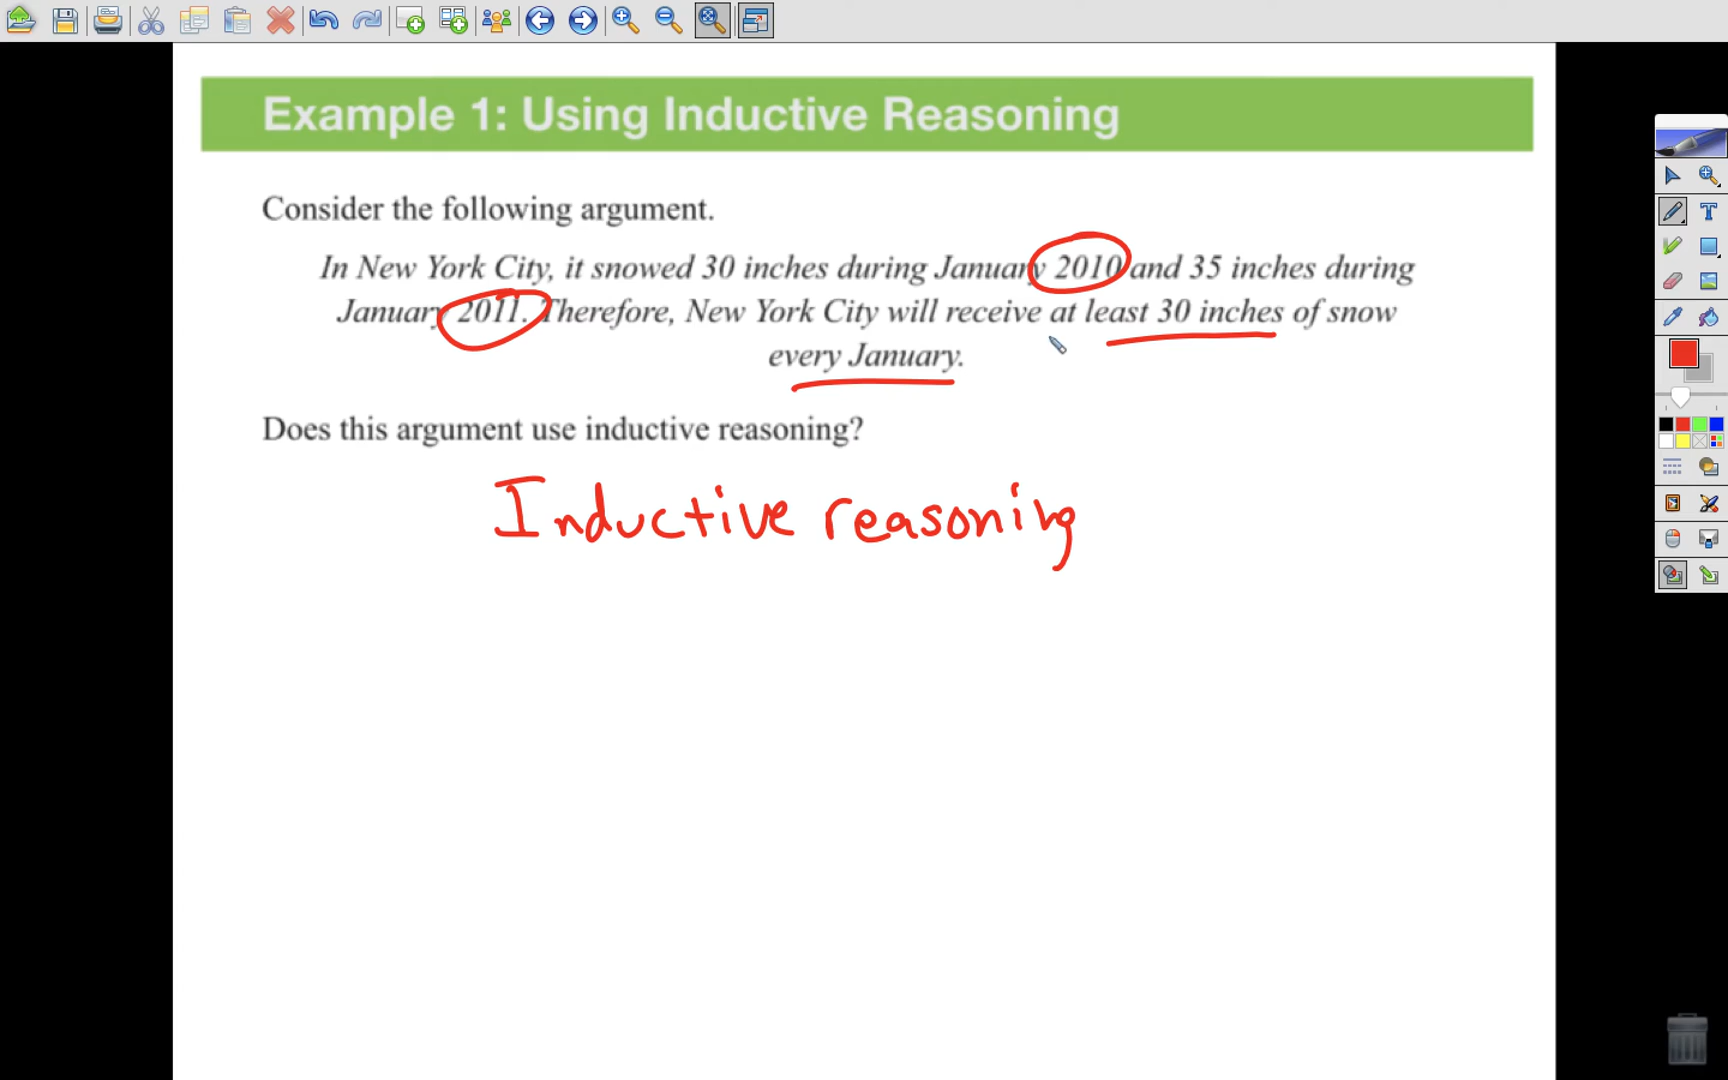 Example 1: Using Inductive Reasoning
Consider the following argument.
In New York City, it snowed 30 inches during January 2010 and 35 inches during
January 2011. Therefore, New York City will receive at least 30 inches of snow
every January.
Does this argument use inductive reasoning?
Inductive reasoning
T